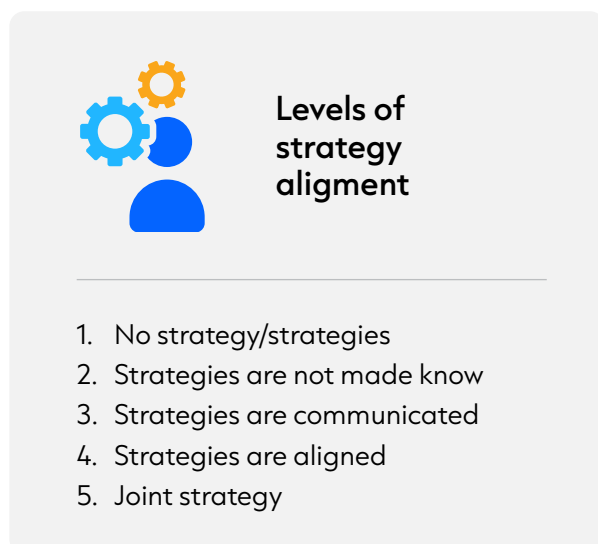 Levels of
strategy
aligment
1. No strategy/strategies
2. Strategies are not made know
3. Strategies are communicated
4. Strategies are aligned
5. Joint strategy